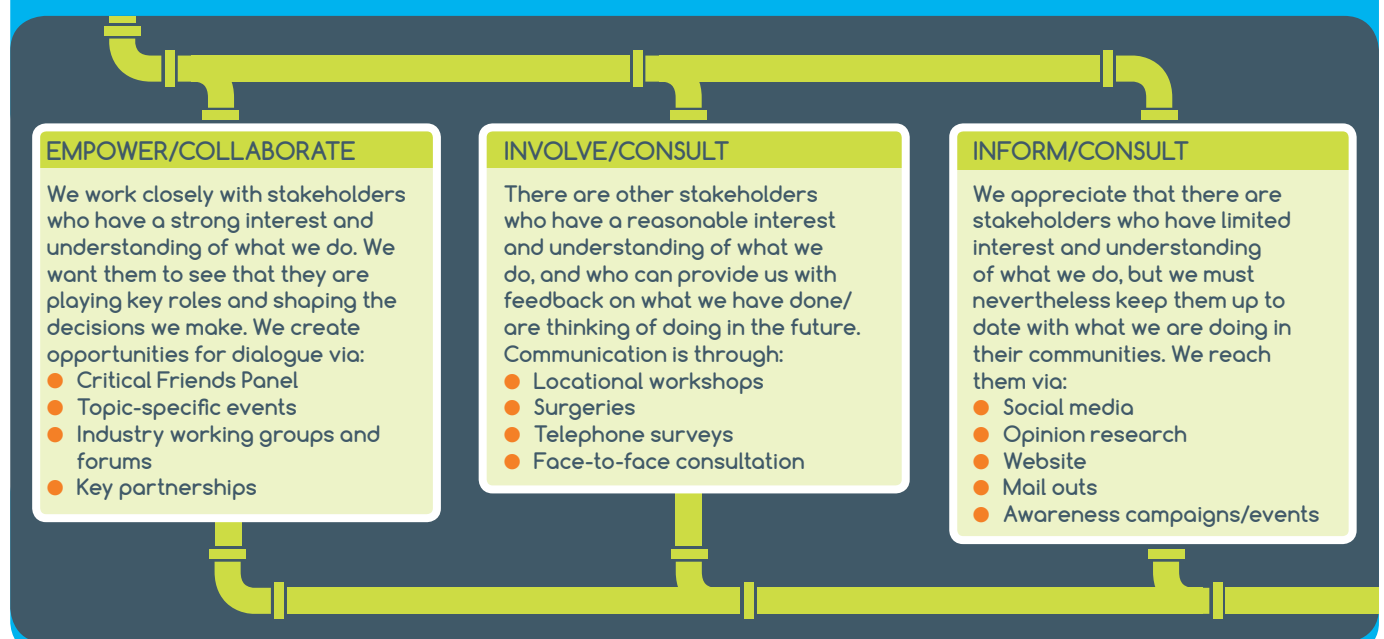 EMPOWER/COLLABORATE
We work closely with stakeholders
who have a strong interest and
understanding of what we do. We
want them to see that they are
playing key roles and shaping the
decisions we make. We create
opportunities for dialogue via:
Critical Friends Panel
Topic-specific events
Industry working groups and
forums
Key partnerships
INVOLVE/CONSULT
There are other stakeholders
who have a reasonable interest
and understanding of what we
do, and who can provide us with
feedback on what we have done/
are thinking of doing in the future.
Communication is through:
Locational workshops
Surgeries
Telephone surveys
Face-to-face consultation
INFORM/CONSULT
We appreciate that there are
stakeholders who have limited
interest and understanding
of what we do, but we must
nevertheless keep them up to
date with what we are doing in
their communities. We reach
them via:
Social media
Opinion research
Website
Mail outs
Awareness campaigns/events